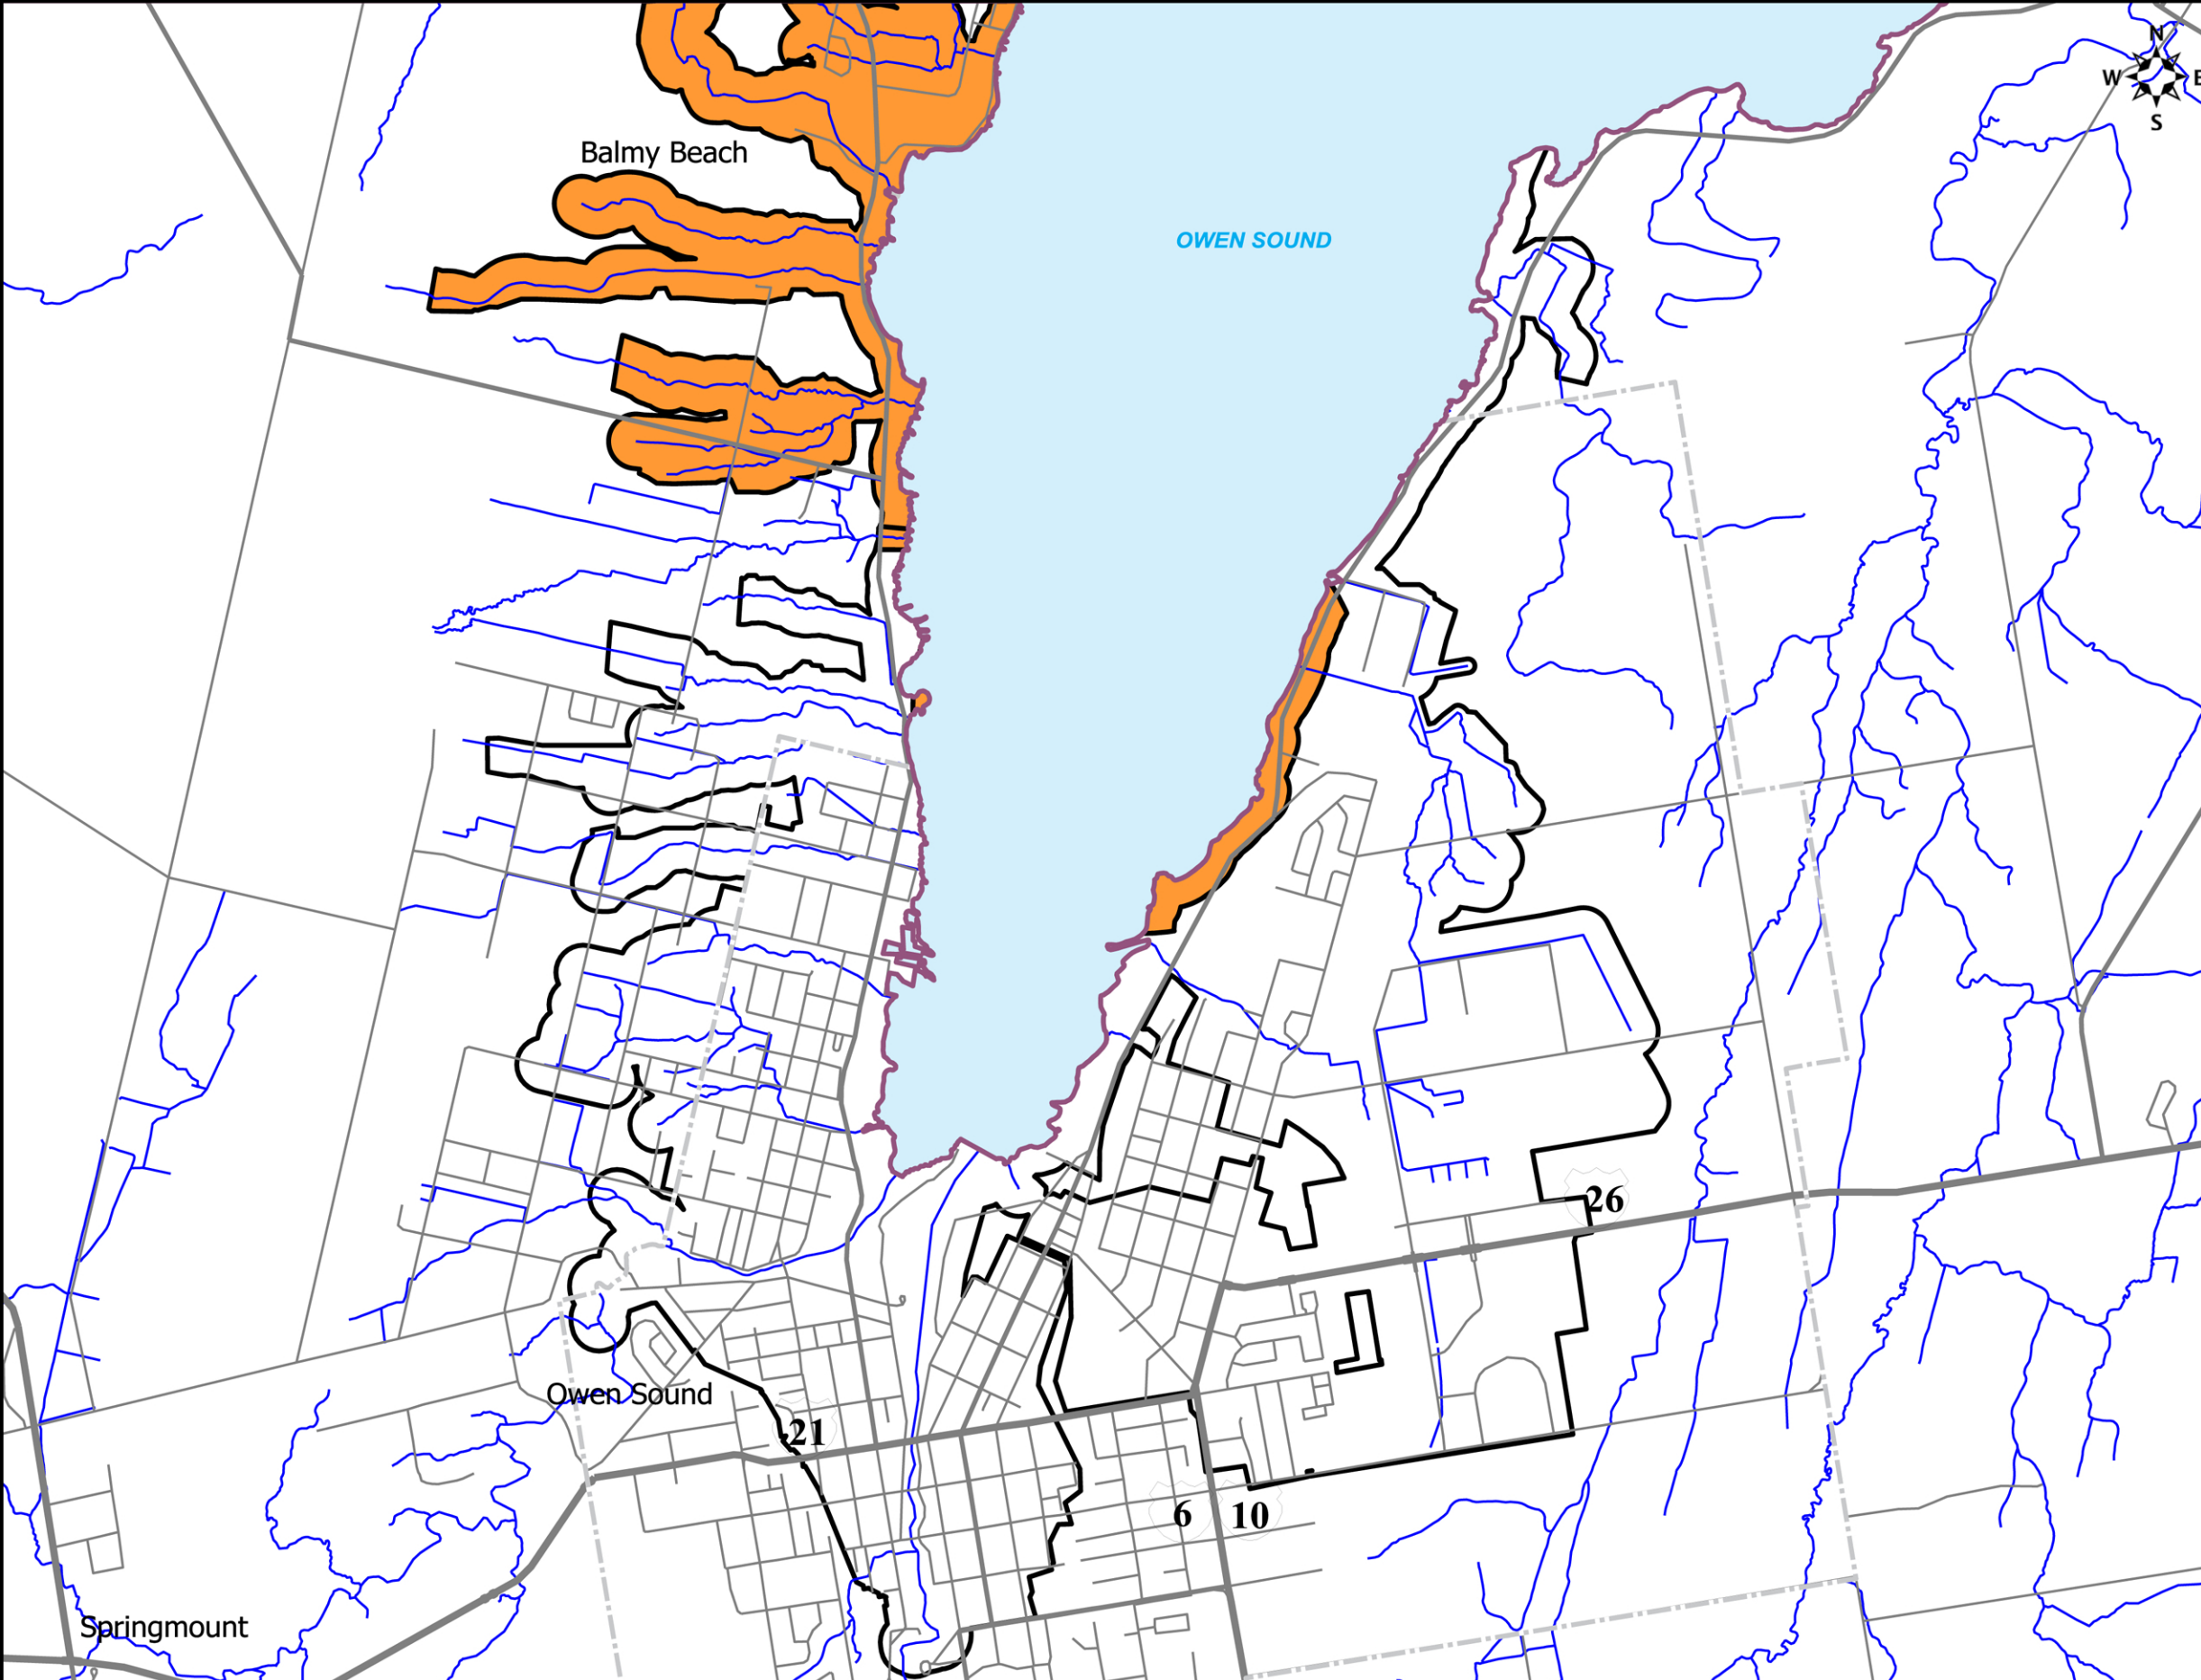 N
W E
S
Balmy Beach
OWEN SOUND
26
Owen Sound
21
6
10
Springmount